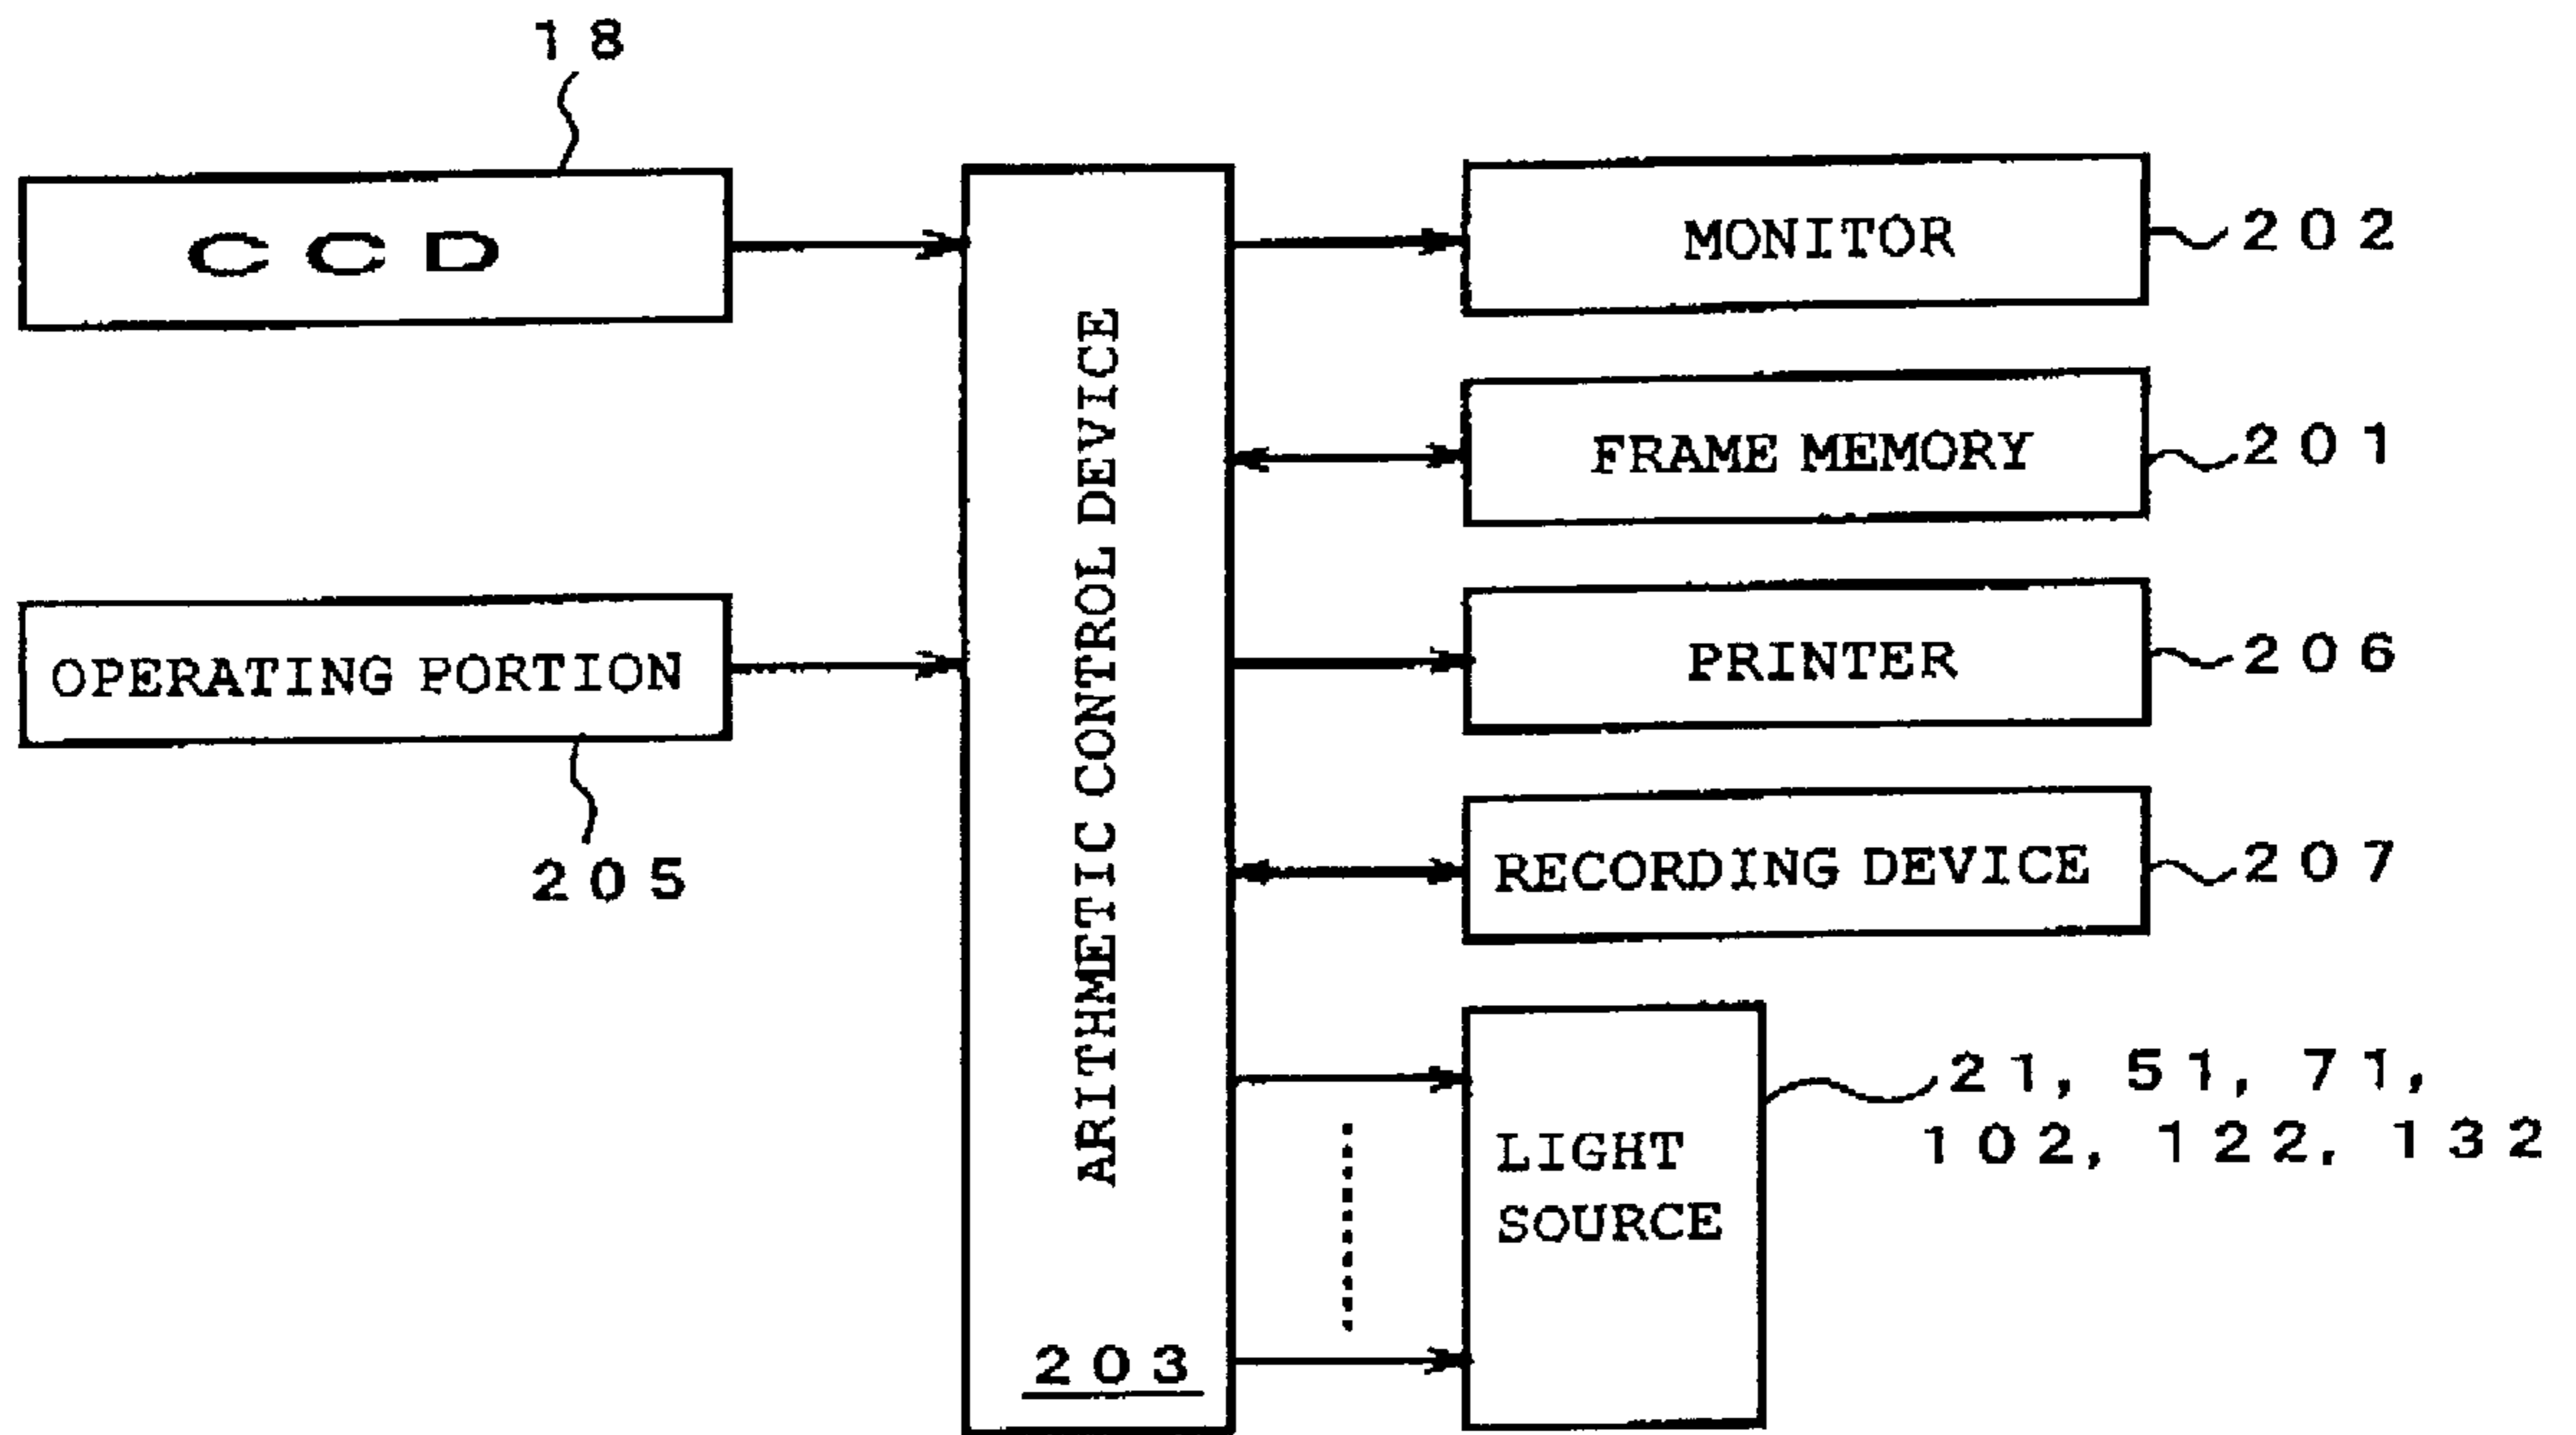 18
CCD
OPERATING PORTION
205
ARITHMETIC CONTROL DEVICE
203
MONITOR
202
FRAME MEMORY
201
PRINTER
206
RECORDING DEVICE
207
LIGHT
SOURCE
21, 51, 71,
102, 122, 132